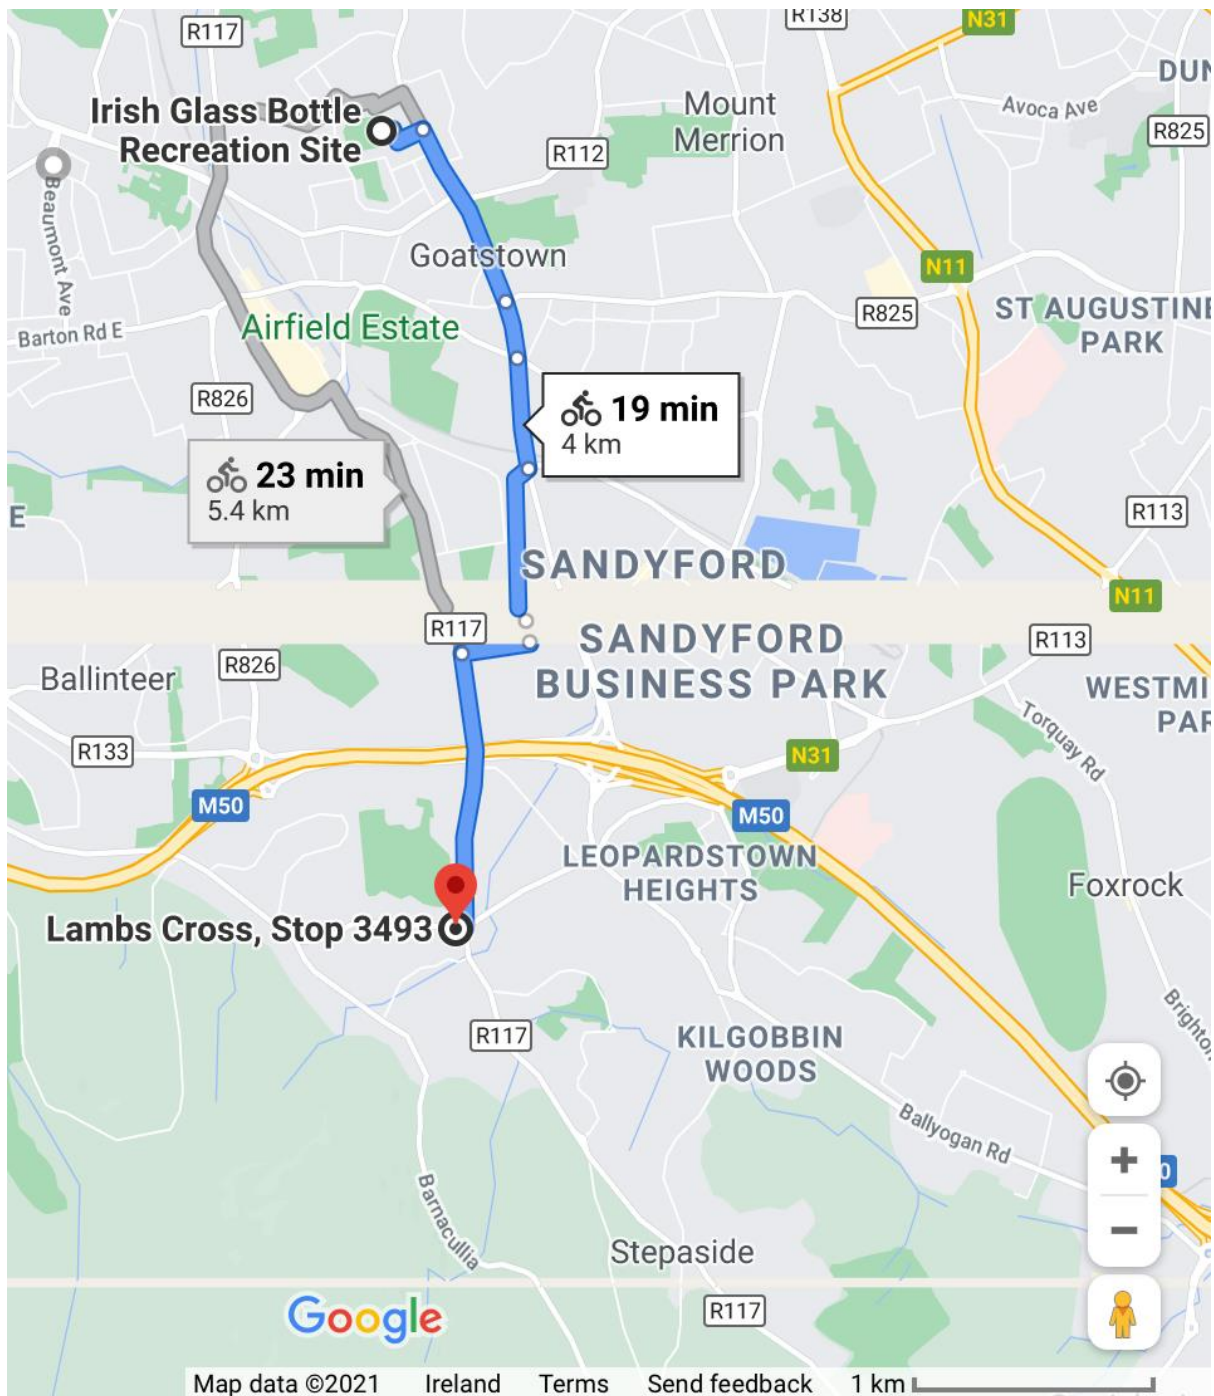 R117
R138
N31
DUN
Irish Glass Bottle
Recreation Site
Mount
Merrion
Avoca Ave
R825
R112
Beaumont Ave
Goatstown
N11
R825
ST AUGUSTINE
PARK
Barton Rd E
Airfield Estate
R826
19 min
4 km
23 min
5.4 km
E
R113
SANDYFORD
N11
R117
SANDYFORD
BUSINESS PARK
R113
Ballinteer
R826
WESTMI
PAR
Torquay Rd
R133
N31
M50
M50
LEOPARDSTOWN
HEIGHTS
Foxrock
Lambs Cross, Stop 3493
R117
KILGOBBIN
WOODS
Brighton
Ballyogan Rd
0
Barnacullia
Stepaside
R117
Google
Map data ©2021 Ireland Terms Send feedback 1 km